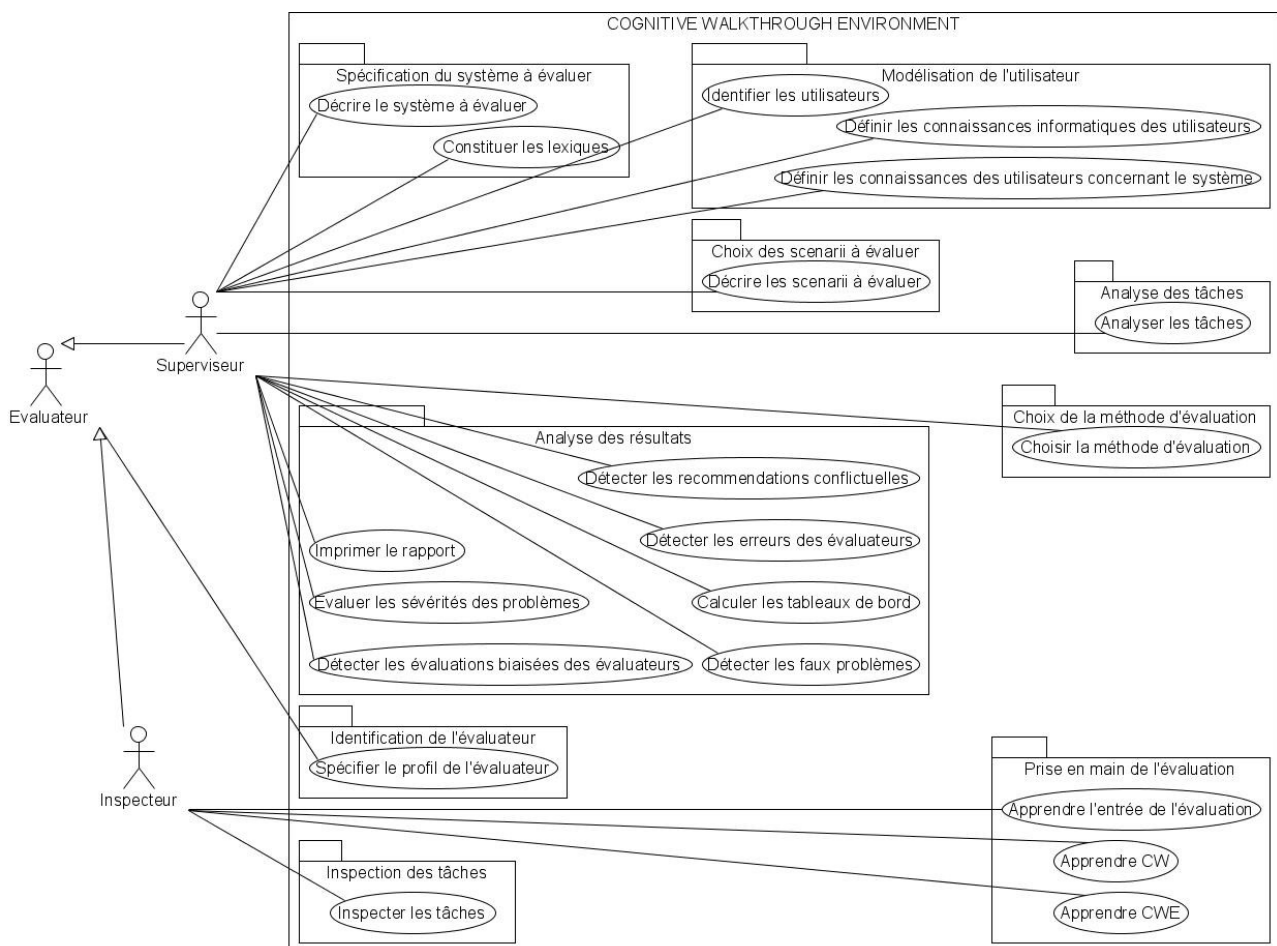 COGNITIVE WALKTHROUGH ENVIRONMENT
Spécification du système à évaluer
Décrire le système à évaluer
Constituer les lexiques
Modélisation de l'utilisateur
Identifier les utilisateurs
Définir les connaissances informatiques des utilisateurs
Définir les connaissances des utilisateurs concernant le système
Choix des scenarii à évaluer
Décrire les scenarii à évaluer
Analyse des tâches
Analyser les tâches
Superviseur
Evaluateur
Choix de la méthode d'évaluation
Choisir la méthode d'évaluation
Analyse des résultats
Détecter les recommendations conflictuelles
Détecter les erreurs des évaluateurs
Imprimer le rapport
Evaluer les sévérités des problèmes
Calculer les tableaux de bord
Détecter les évaluations biaisées des évaluateurs
Détecter les faux problèmes
Identification de l'évaluateur
Spécifier le profil de l'évaluateur
Inspecteur
Prise en main de l'évaluation
Apprendre l'entrée de l'évaluation
Apprendre CW
Apprendre CWE
Inspection des tâches
Inspecter les tâches